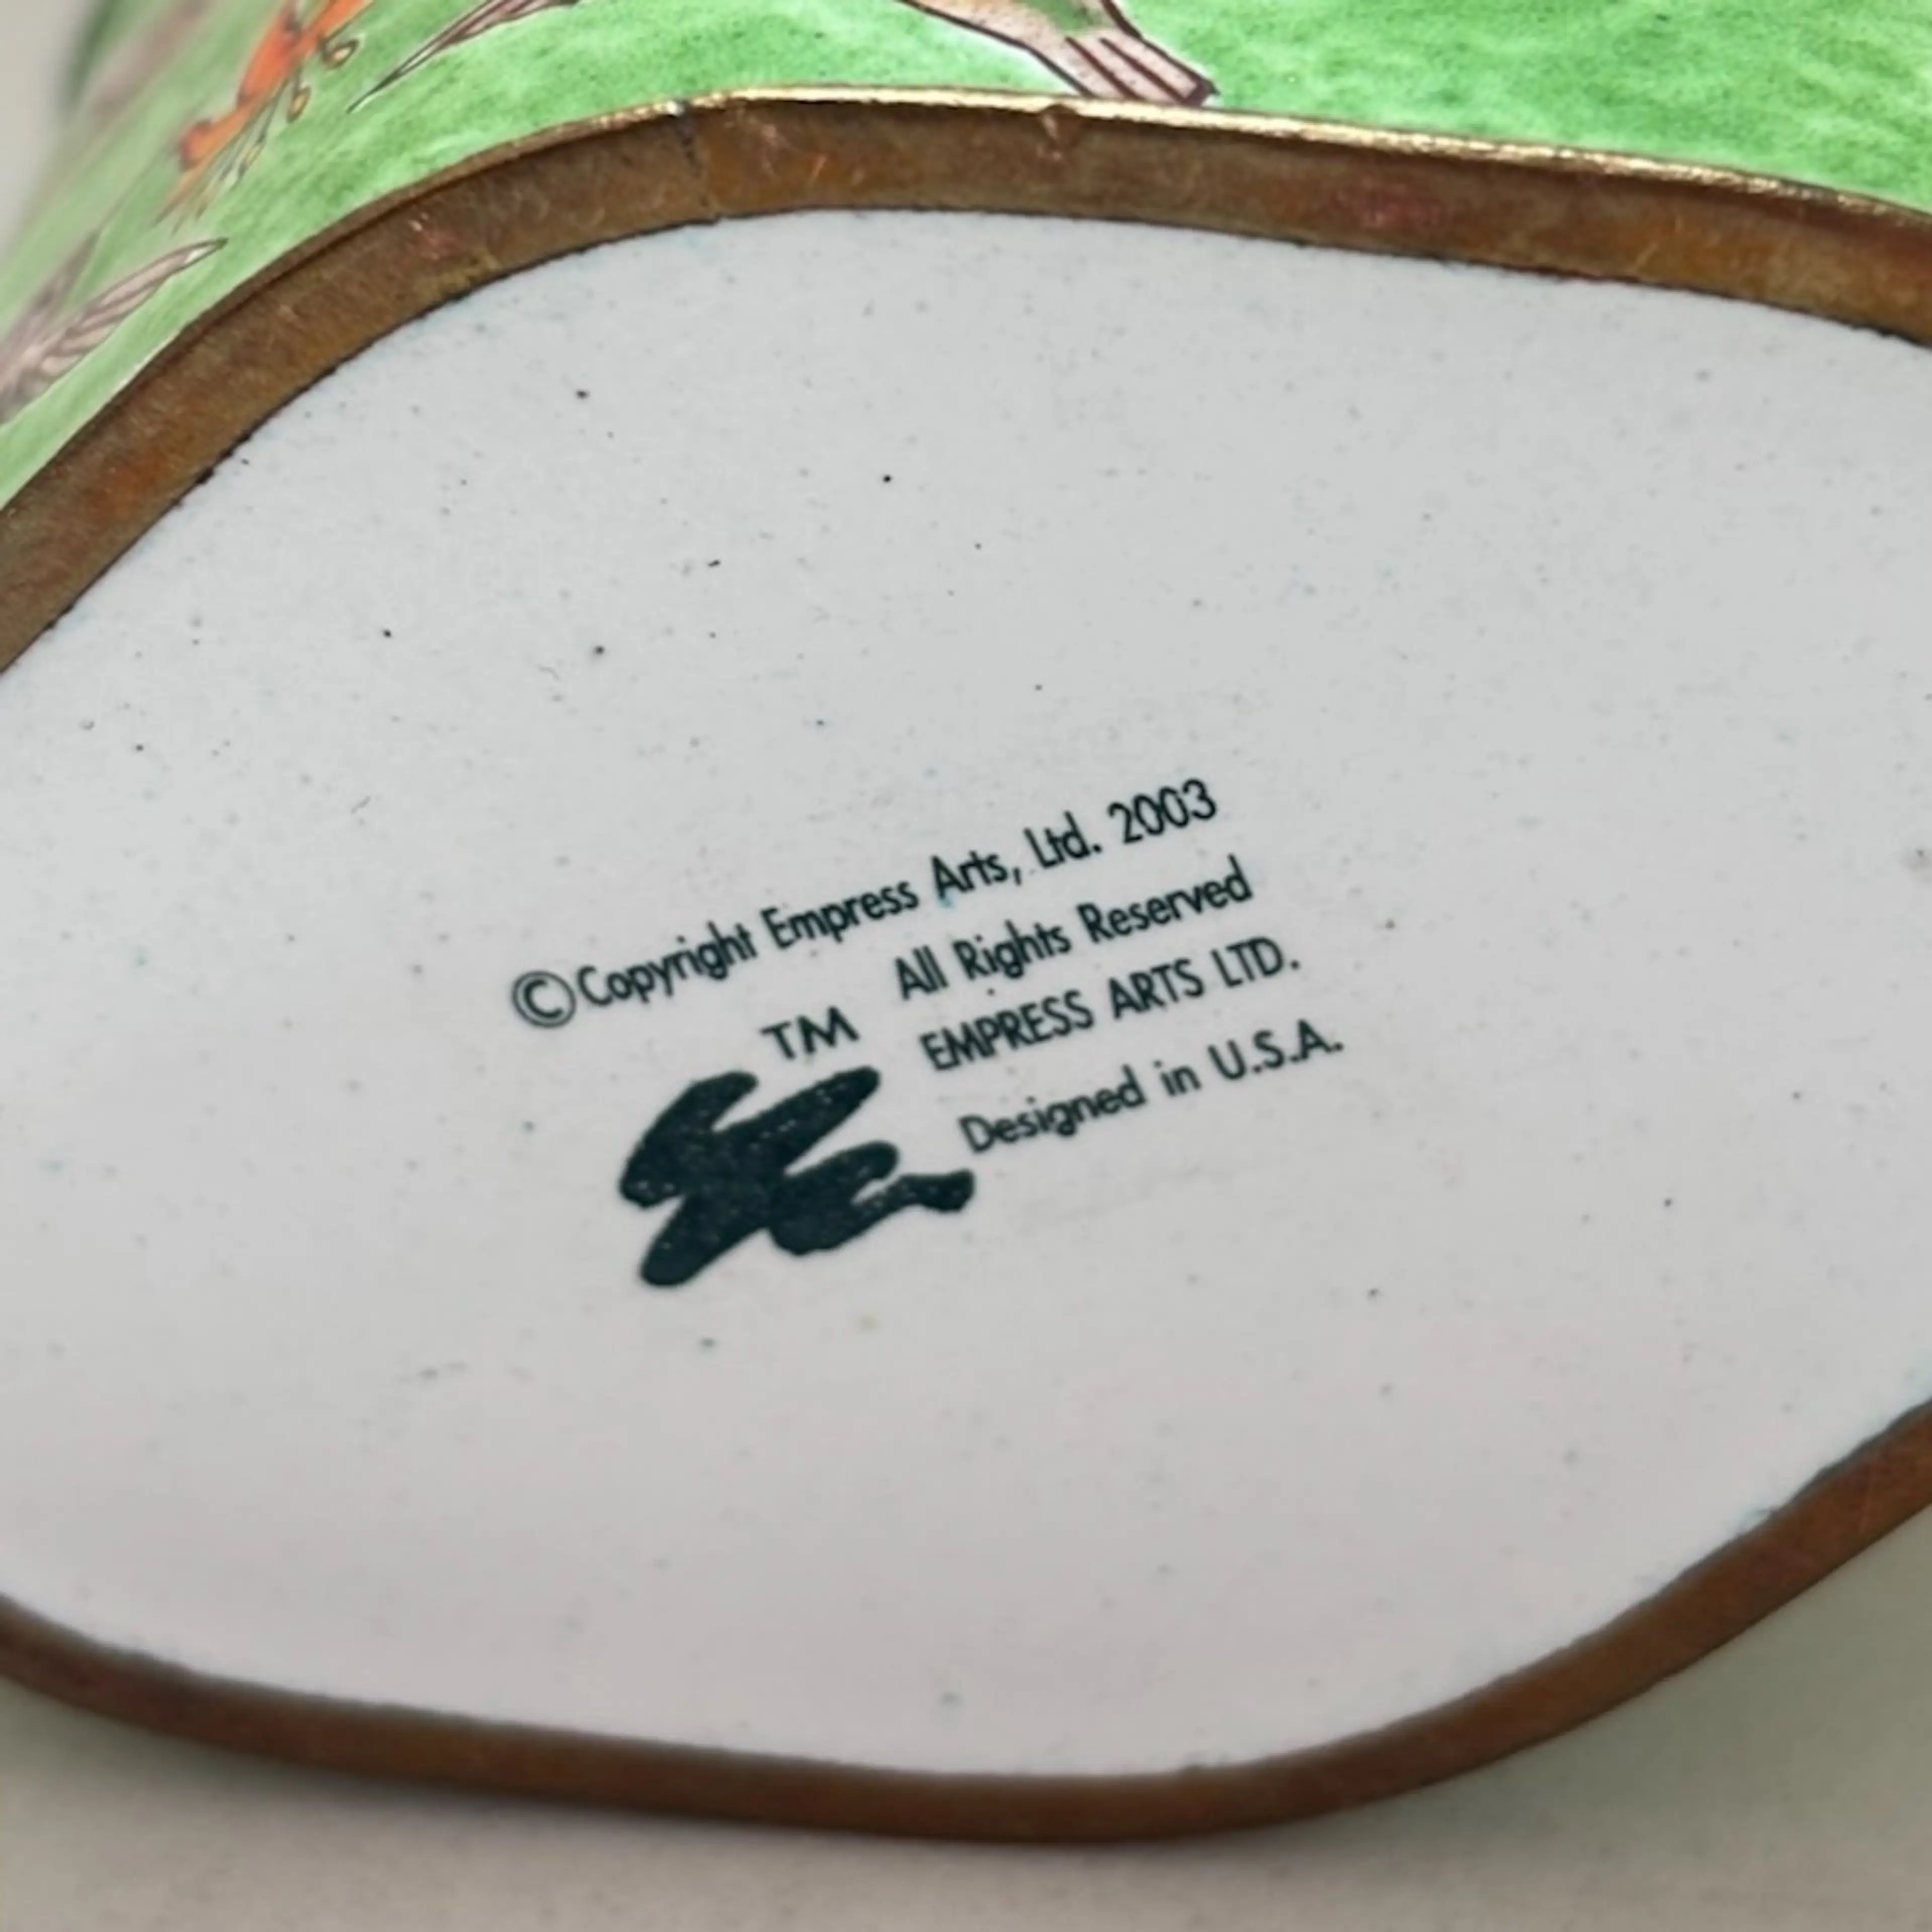 ©Copyright Empress Arts, Ltd. 2003
All Rights Reserved
TM
EMPRESS ARTS LTD.
Designed in U.S.A.